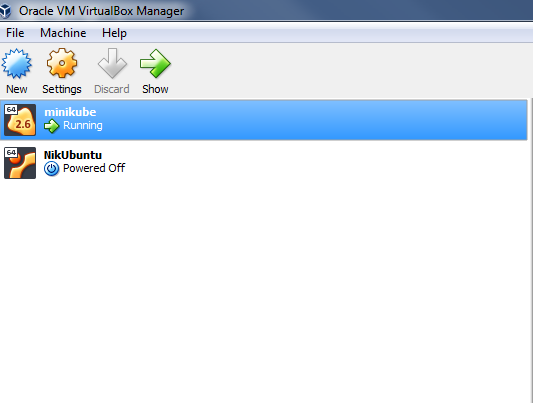 Oracle VM VirtualBox Manager
File Machine Help
New Settings Discard Show
64 minikube
2.6 Running
64 NikUbuntu
Powered Off